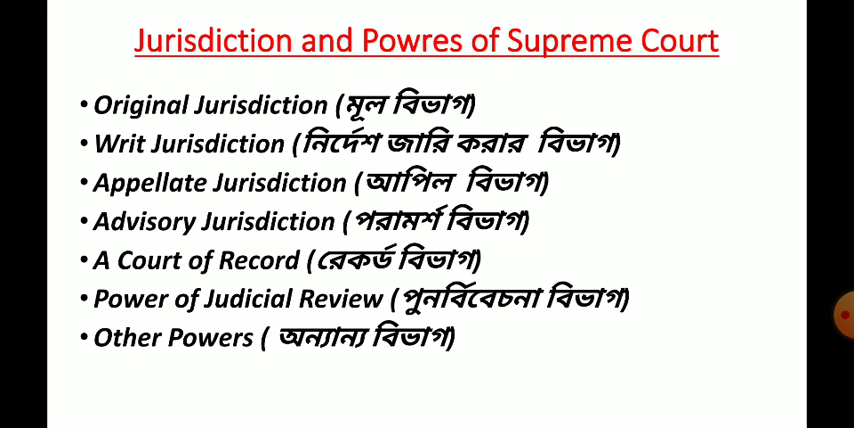 Jurisdiction and Powres of Supreme Court
• Original Jurisdiction (মূল বিভাগ)
• Writ Jurisdiction (নির্দেশ জারি করার বিভাগ)
• Appellate Jurisdiction (আপিল বিভাগ)
• Advisory Jurisdiction (পরামর্শ বিভাগ)
• A Court of Record (রেকর্ড বিভাগ)
• Power of Judicial Review (পুনর্বিবেচনা বিভাগ)
• Other Powers ( অন্যান্য বিভাগ)